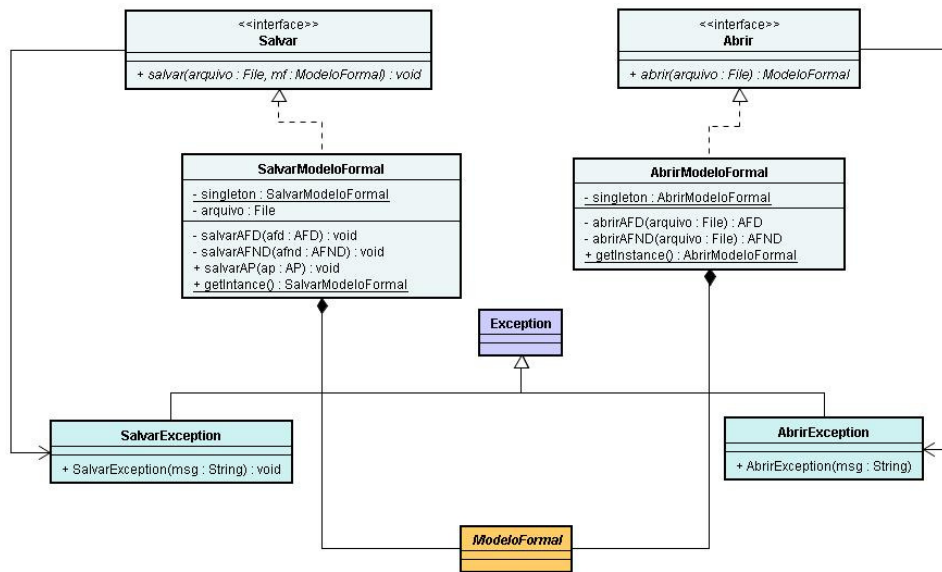 <<interface>>
Salvar
+ salvar(arquivo : File, mf : ModeloFormal) : void
<<interface>>
Abrir
+ abrir(arquivo : File) : ModeloFormal
SalvarModeloFormal
- singleton : SalvarModeloFormal
- arquivo : File
- salvarAFD(afd : AFD) : void
- salvarAFND(afnd : AFND) : void
+ salvarAP(ap : AP) : void
+ getIntance() : SalvarModeloFormal
AbrirModeloFormal
- singleton : AbrirModeloFormal
- abrirAFD(arquivo : File) : AFD
- abrirAFND(arquivo : File) : AFND
+ getInstance() : AbrirModeloFormal
Exception
SalvarException
+ SalvarException(msg : String) : void
AbrirException
+ AbrirException(msg : String)
ModeloFormal